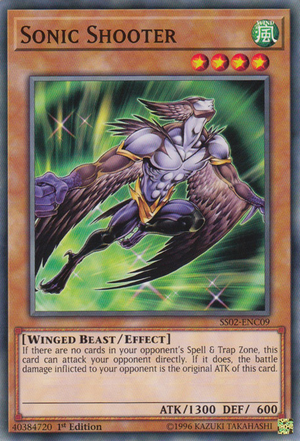 SONIC SHOOTER
WIND
風
SS02-ENC09
[WINGED BEAST/EFFECT]
If there are no cards in your opponent's Spell & Trap Zone, this
card can attack your opponent directly. If it does, the battle
damage inflicted to your opponent is the original ATK of this card.
ATK/1300 DEF/ 600
40384720 1st Edition ©1996 KAZUKI TAKAHASHI